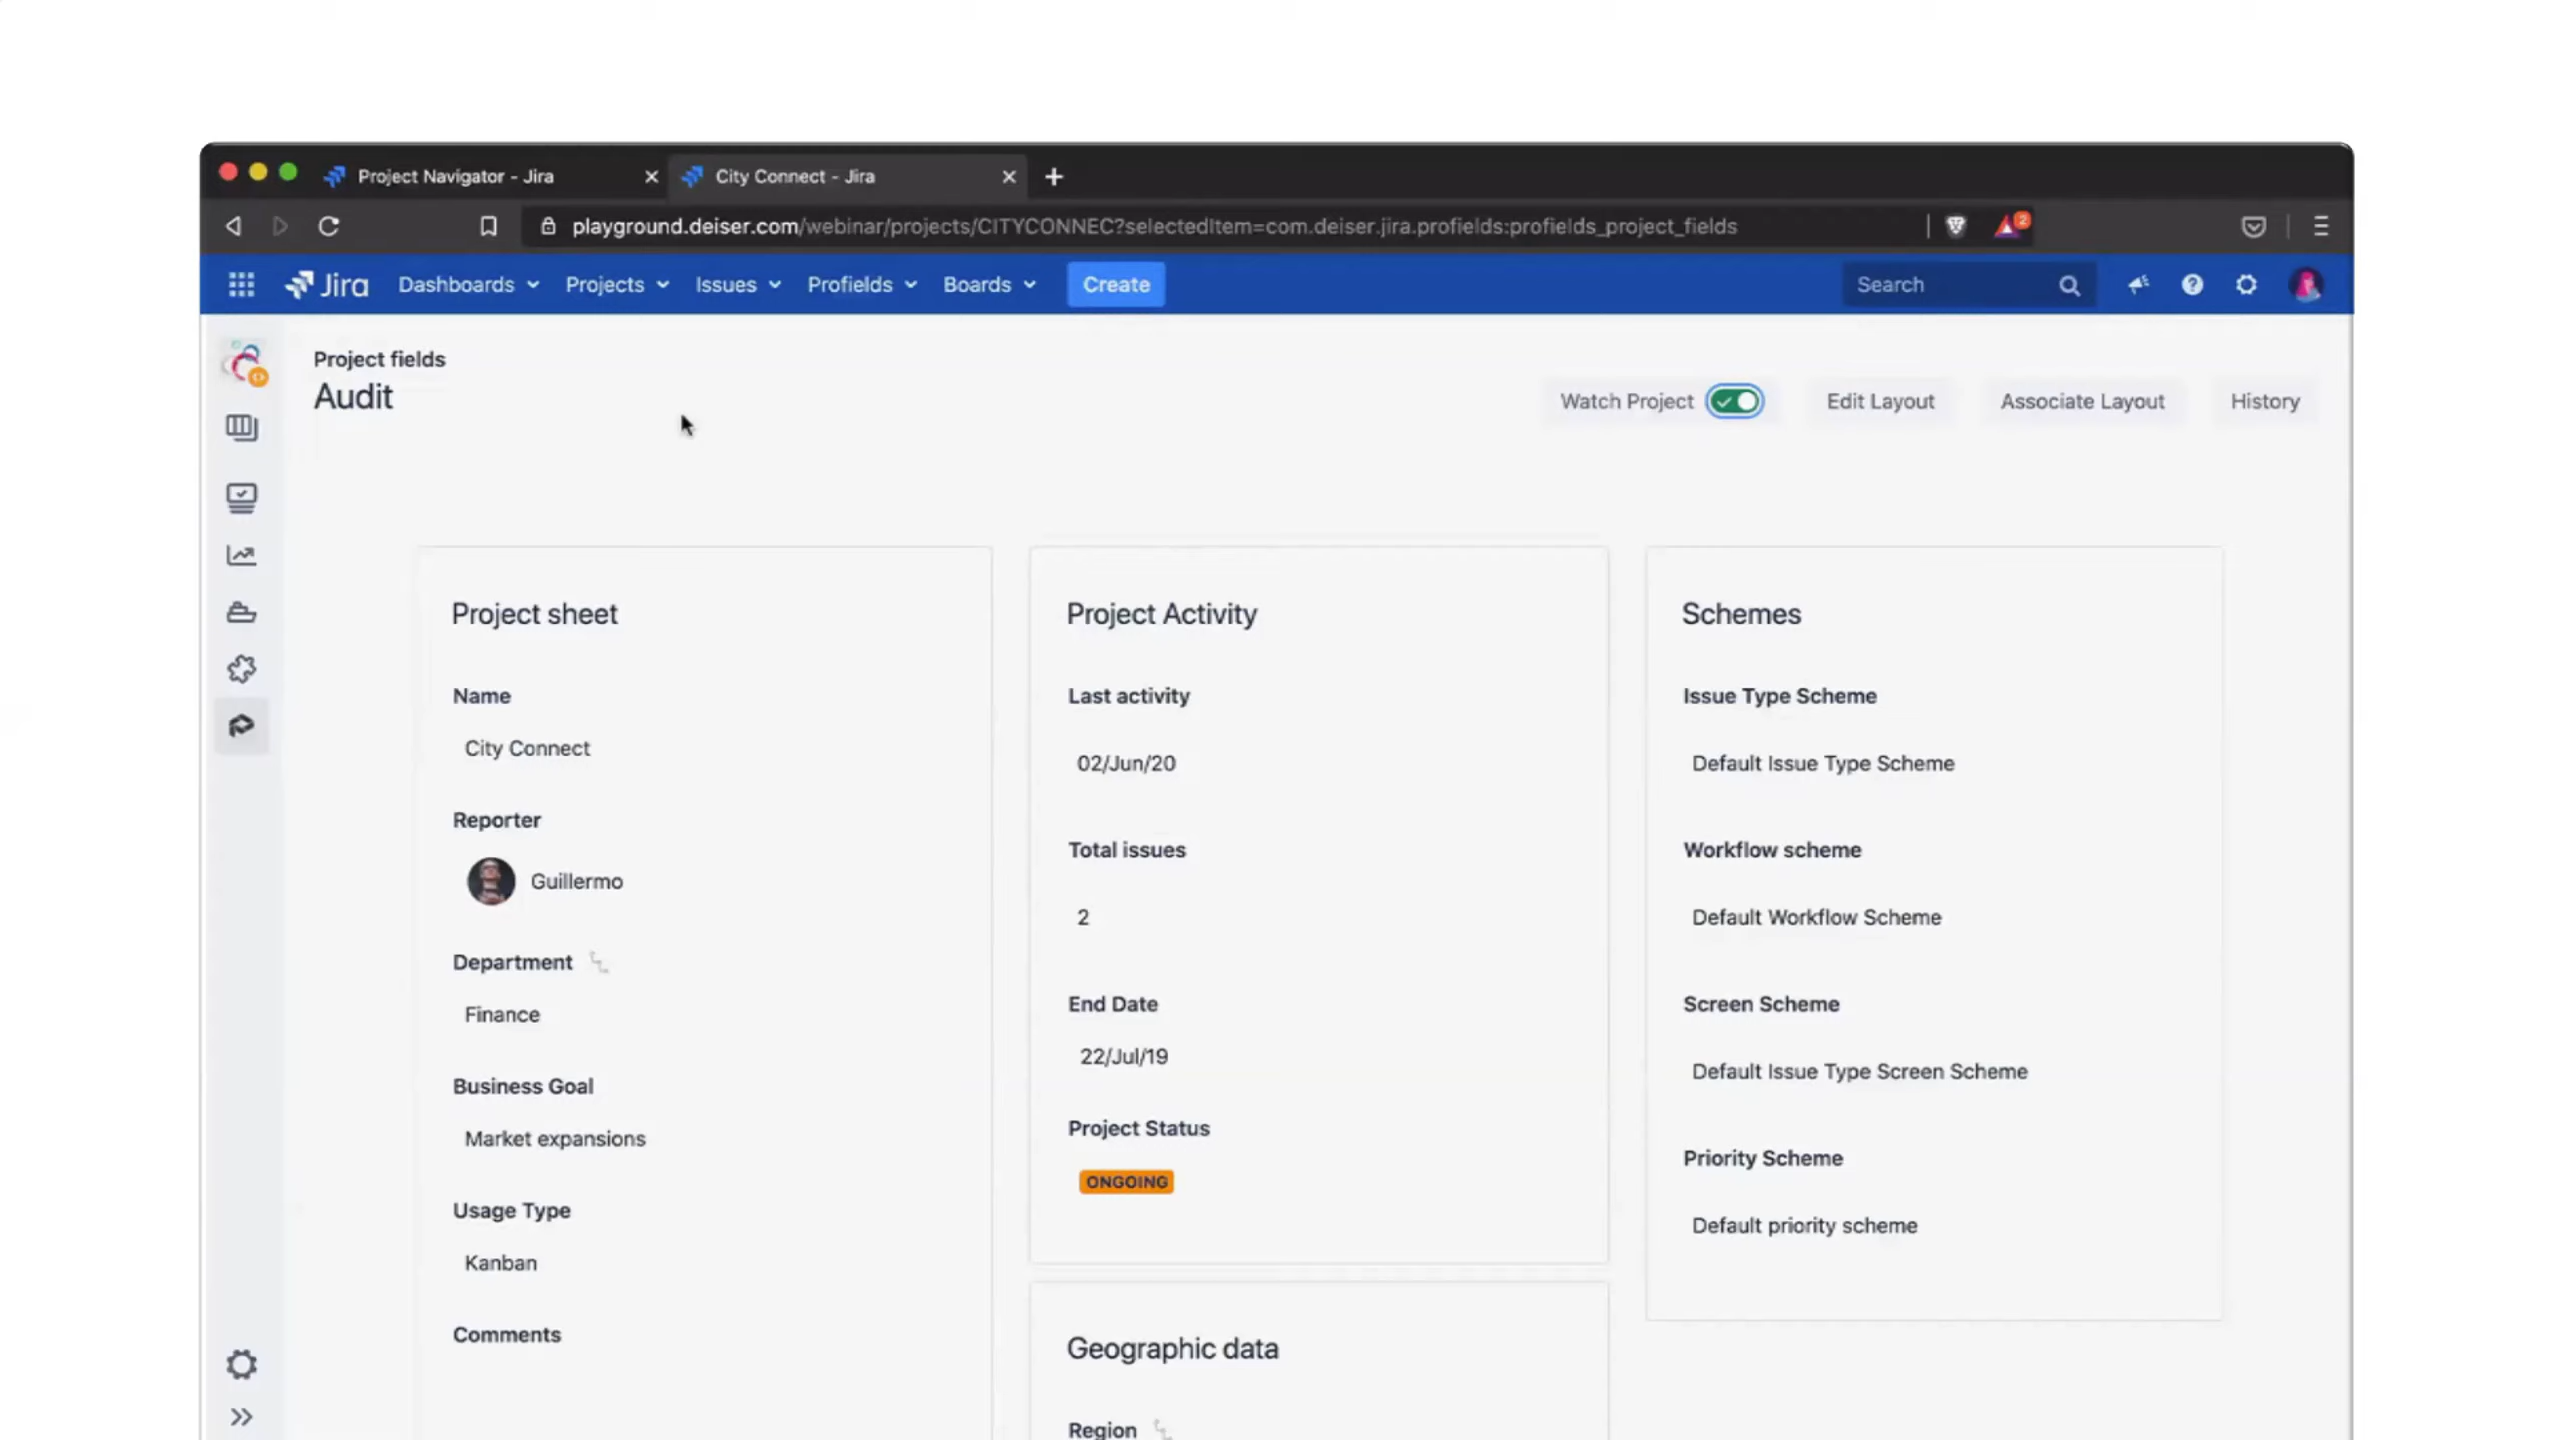 Project Navigator - Jira
City Connect - Jira
playground.deiser.com/webinar/projects/CITYCONNEC?selectedItem=com.deiser.jira.profields:profields_project_fields
2
Jira
Dashboards
Projects
Issues
Profields
Boards
Create
Search
Project fields
Audit
Watch Project
Edit Layout
Associate Layout
History
Project sheet
Name
City Connect
Reporter
Guillermo
Department
Finance
Business Goal
Market expansions
Usage Type
Kanban
Comments
Project Activity
Last activity
02/Jun/20
Total issues
2
End Date
22/Jul/19
Project Status
ONGOING
Geographic data
Region
Schemes
Issue Type Scheme
Default Issue Type Scheme
Workflow scheme
Default Workflow Scheme
Screen Scheme
Default Issue Type Screen Scheme
Priority Scheme
Default priority scheme